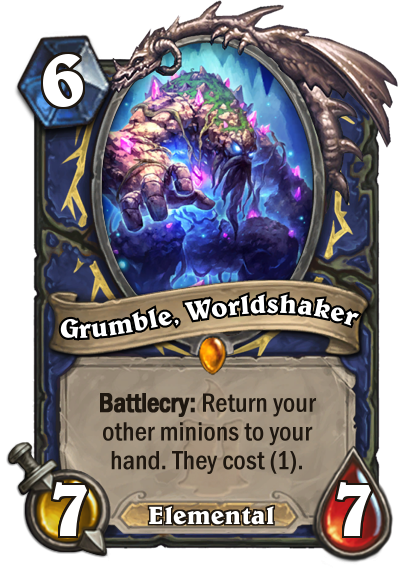 6
Grumble, Worldshaker
Battlecry: Return your
other minions to your
hand. They cost (1).
7
Elemental
7